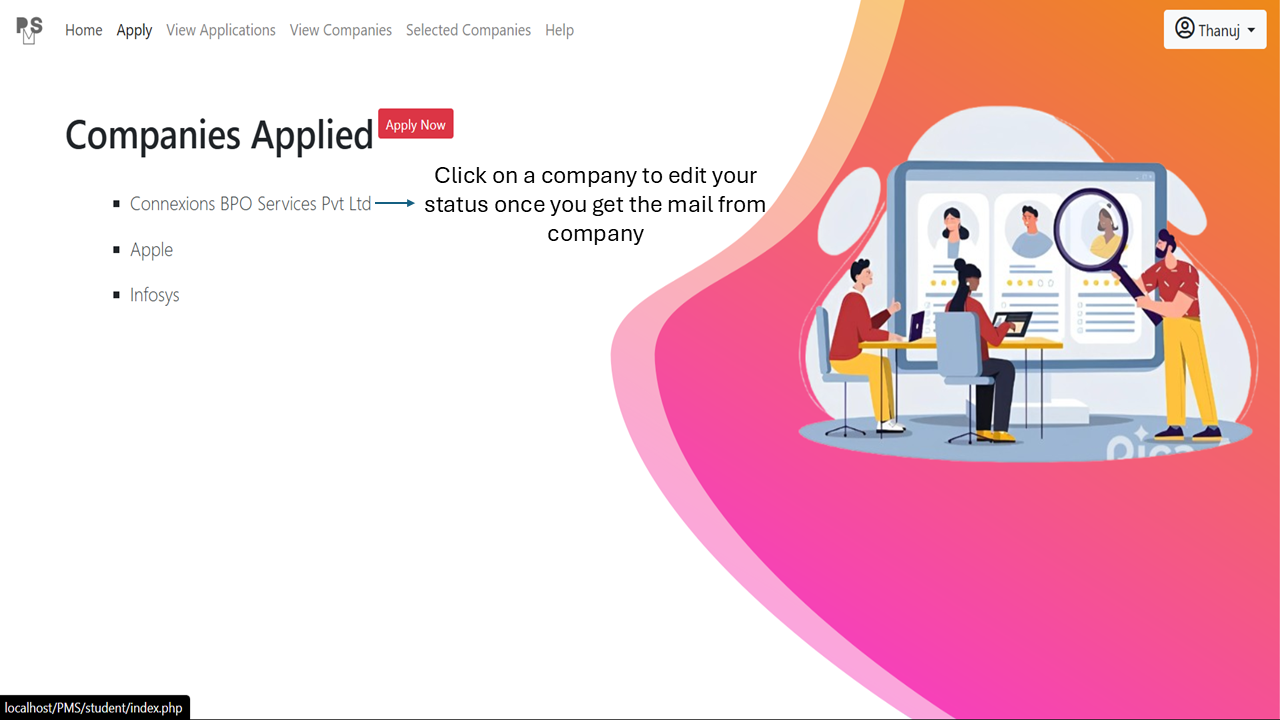 PMS Home Apply View Applications View Companies Selected Companies Help Thanuj
Companies Applied Apply Now
Click on a company to edit your
Connexions BPO Services Pvt Ltd status once you get the mail from
company
Apple
Infosys
localhost/PMS/student/index.php